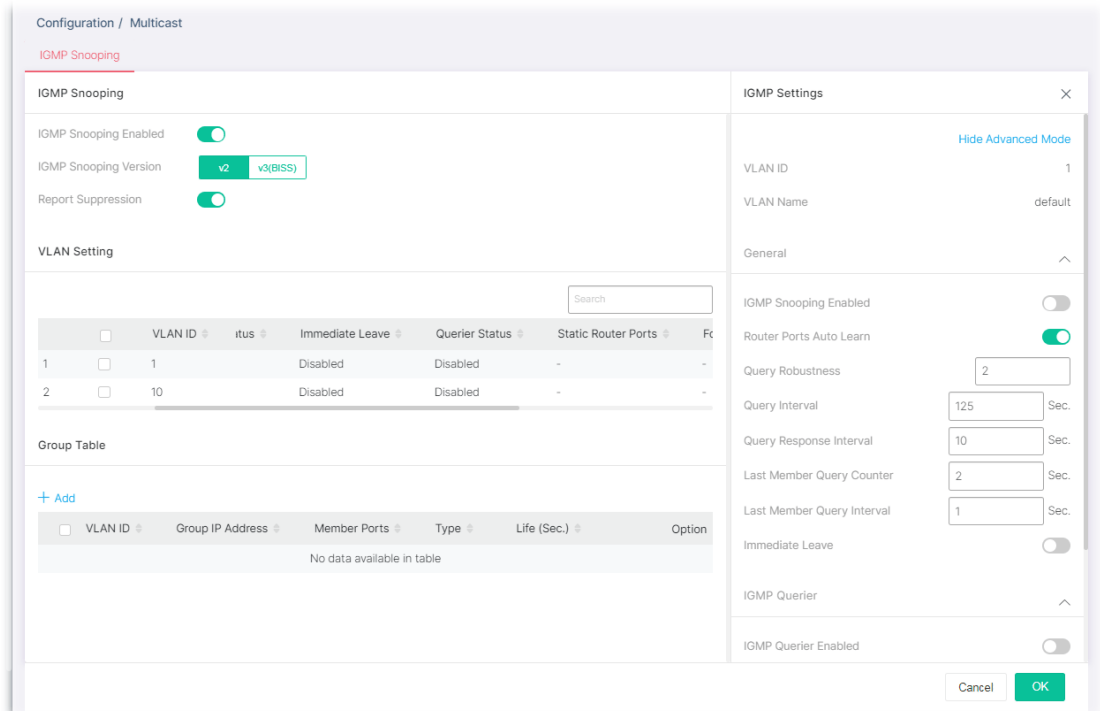 Configuration / Multicast
IGMP Snooping
IGMP Snooping
IGMP Snooping Enabled
IGMP Snooping Version v2 v3(BISS)
Report Suppression
VLAN Setting
Search
VLAN ID Immediate Leave Querier Status Static Router Ports
1 1 Disabled Disabled - -
2 10 Disabled Disabled - -
Group Table
+ Add
VLAN ID Group IP Address Member Ports Type Life (Sec.) Option
No data available in table
IGMP Settings
Hide Advanced Mode
VLAN ID 1
VLAN Name default
General
IGMP Snooping Enabled
Router Ports Auto Learn
Query Robustness 2
Query Interval 125 Sec.
Query Response Interval 10 Sec.
Last Member Query Counter 2 Sec.
Last Member Query Interval 1 Sec.
Immediate Leave
IGMP Querier
IGMP Querier Enabled
Cancel OK